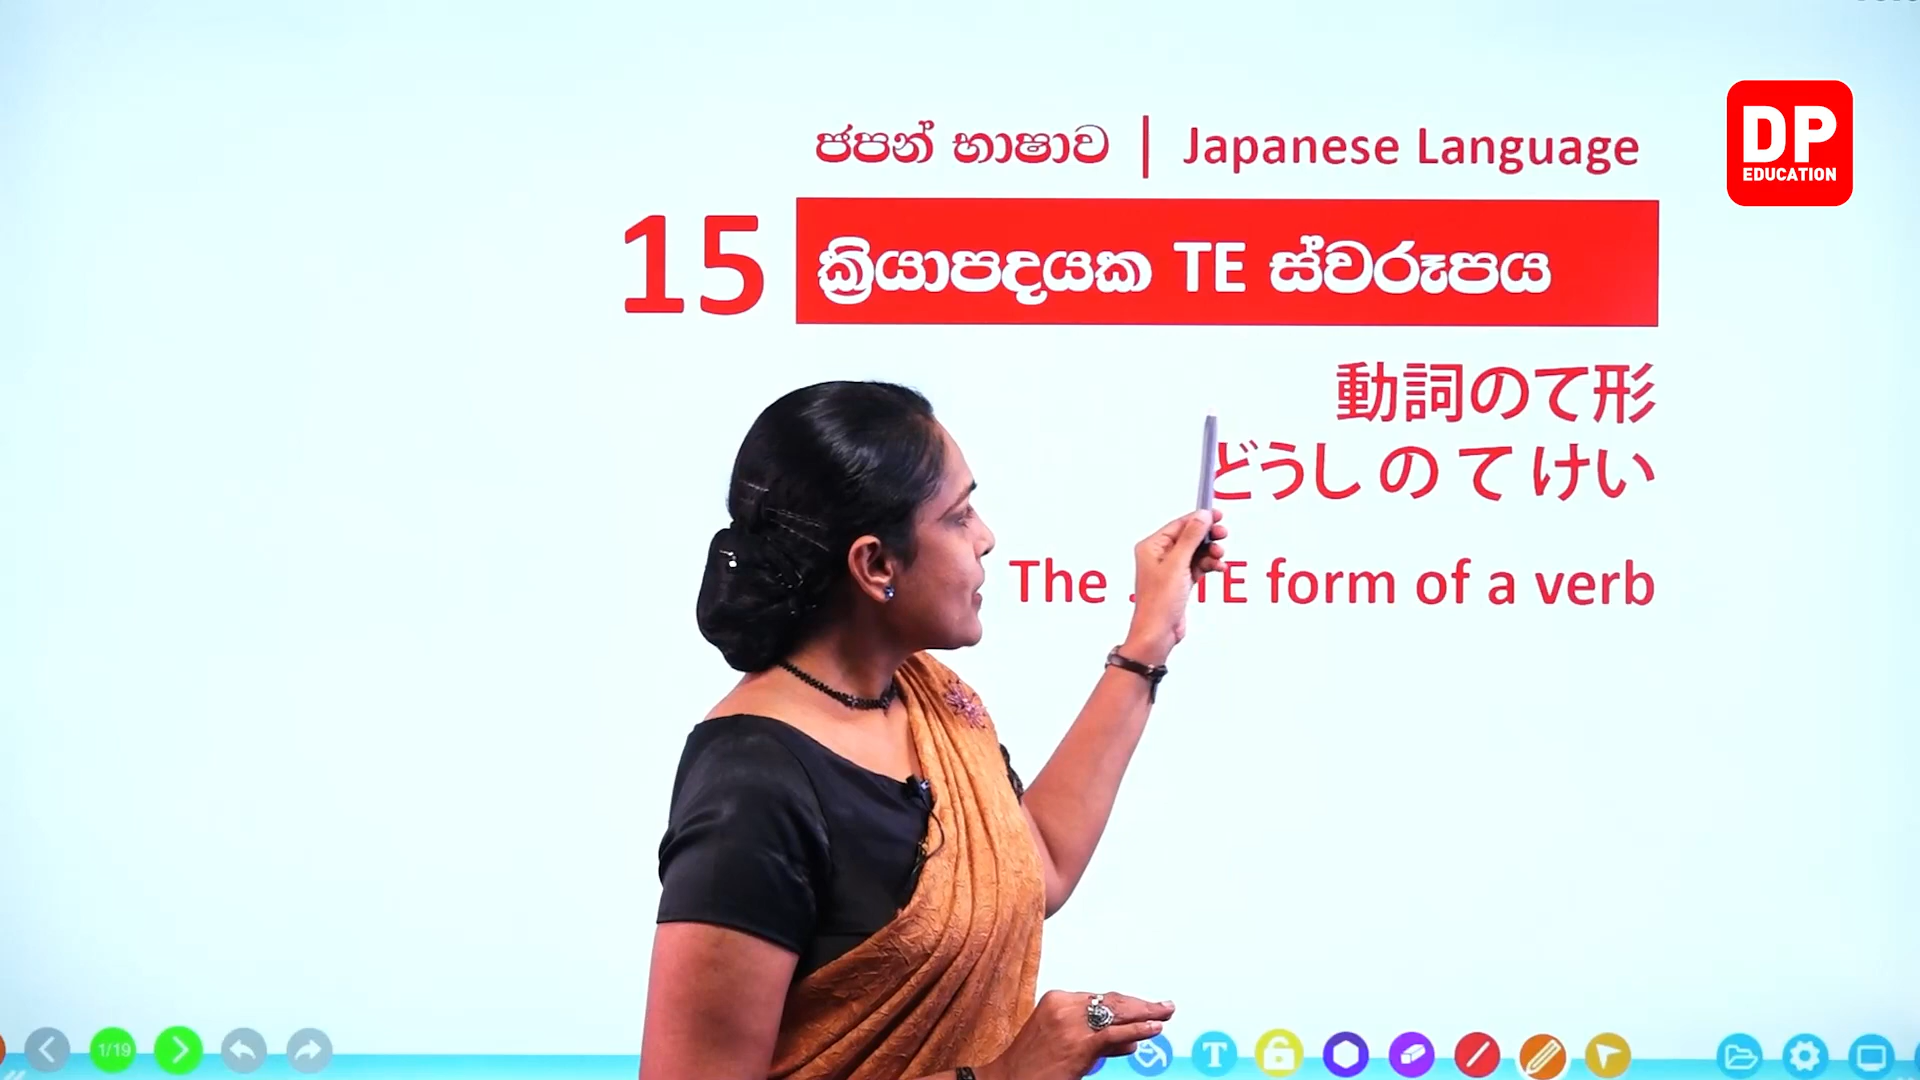 ජපන් භාෂාව | Japanese Language
DP
EDUCATION
15 ක්‍රියාපදයක TE ස්වරූපය
動詞のて形
どうし の て けい
The TE form of a verb
1/19
T